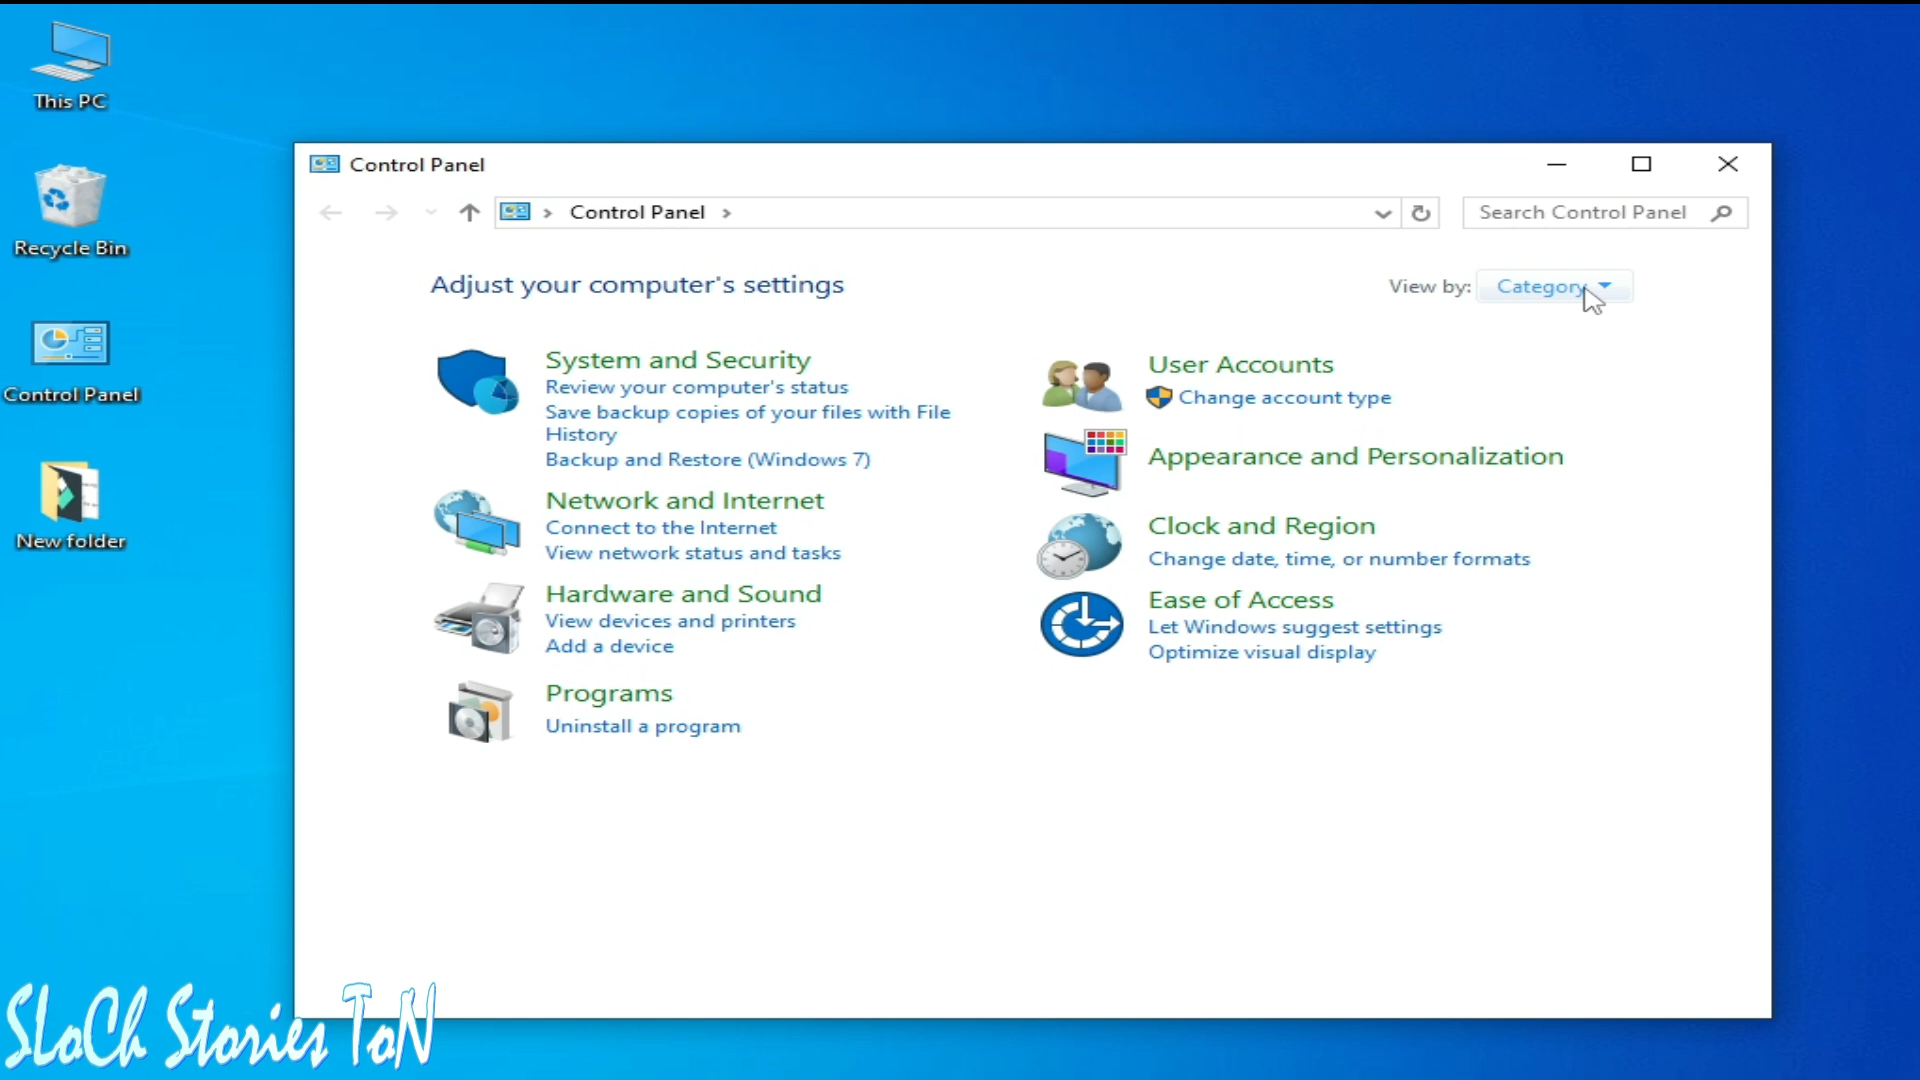 This PC
Recycle Bin
Control Panel
New folder
Control Panel
Control Panel
Search Control Panel
Adjust your computer's settings
View by: Category
System and Security
Review your computer's status
Save backup copies of your files with File
History
Backup and Restore (Windows 7)
Network and Internet
Connect to the Internet
View network status and tasks
Hardware and Sound
View devices and printers
Add a device
Programs
Uninstall a program
User Accounts
Change account type
Appearance and Personalization
Clock and Region
Change date, time, or number formats
Ease of Access
Let Windows suggest settings
Optimize visual display
SLoCh Stories ToN